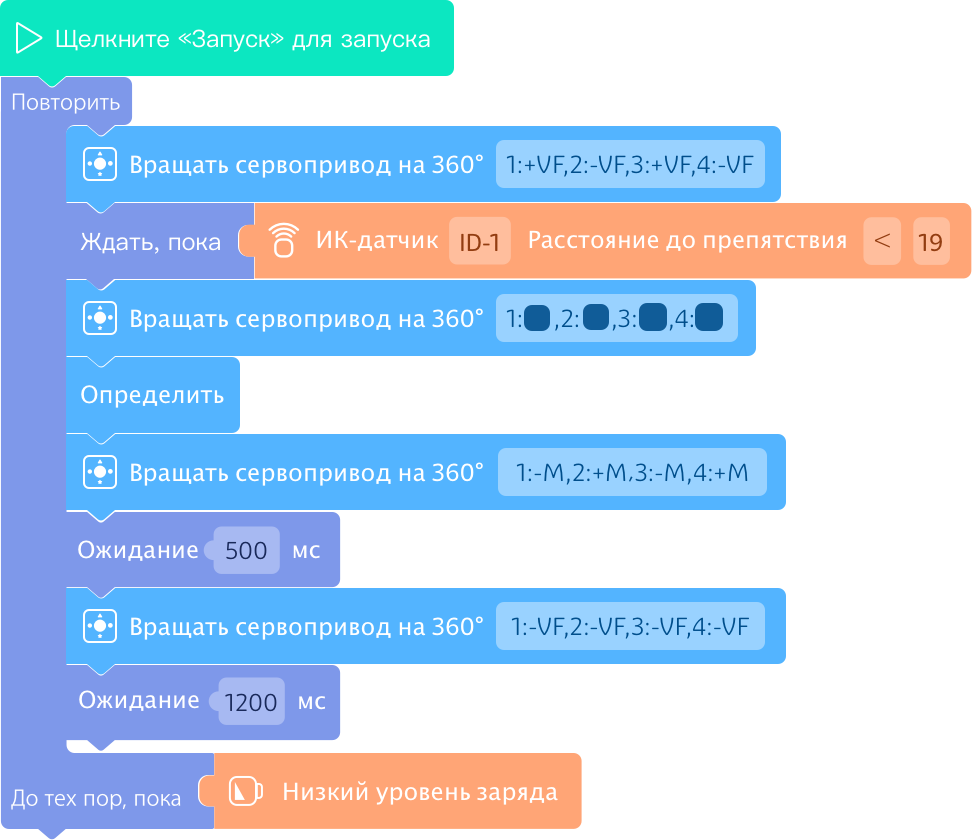 Щелкните «Запуск» для запуска
Повторить
Вращать сервопривод на 360° 1:+VF,2:-VF,3:+VF,4:-VF
Ждать, пока ИК-датчик ID-1 Расстояние до препятствия < 19
Вращать сервопривод на 360° 1: ,2: ,3: ,4:
Определить
Вращать сервопривод на 360° 1:-M,2:+M,3:-M,4:+M
Ожидание 500 мс
Вращать сервопривод на 360° 1:-VF,2:-VF,3:-VF,4:-VF
Ожидание 1200 мс
До тех пор, пока Низкий уровень заряда